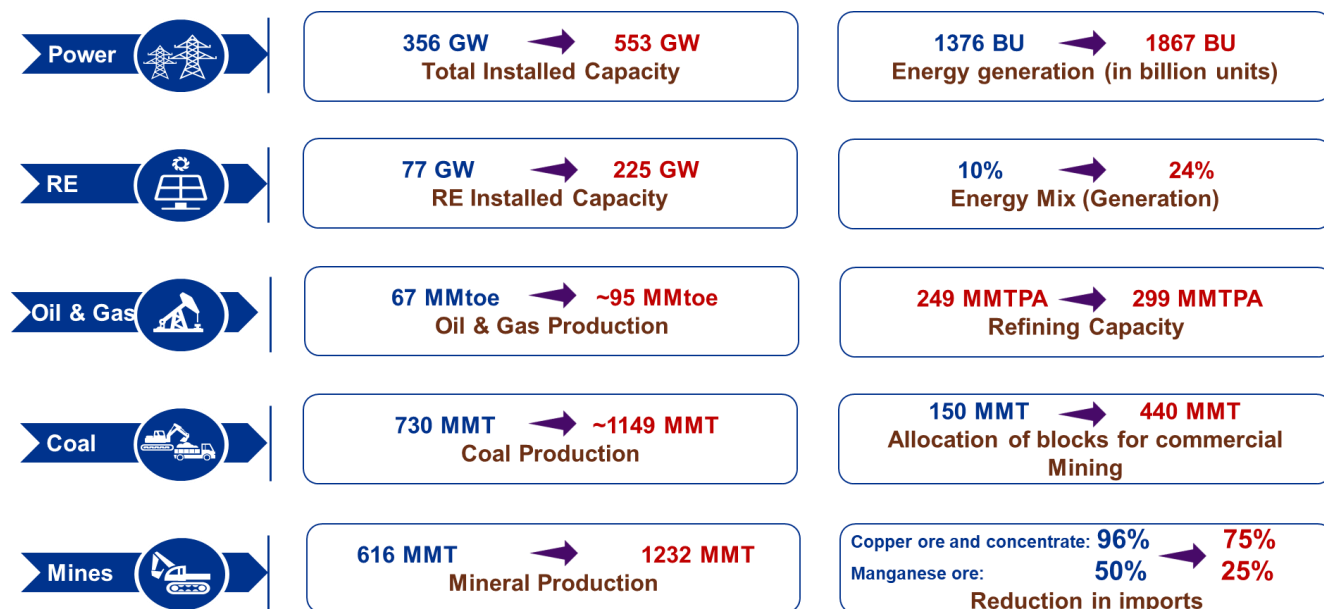 Power
356 GW 553 GW
Total Installed Capacity
1376 BU 1867 BU
Energy generation (in billion units)
RE
77 GW 225 GW
RE Installed Capacity
10% 24%
Energy Mix (Generation)
Oil & Gas
67 MMtoe ~95 MMtoe
Oil & Gas Production
249 MMTPA 299 MMTPA
Refining Capacity
Coal
730 MMT ~1149 MMT
Coal Production
150 MMT 440 MMT
Allocation of blocks for commercial
Mining
Mines
616 MMT 1232 MMT
Mineral Production
Copper ore and concentrate: 96% 75%
Manganese ore: 50% 25%
Reduction in imports